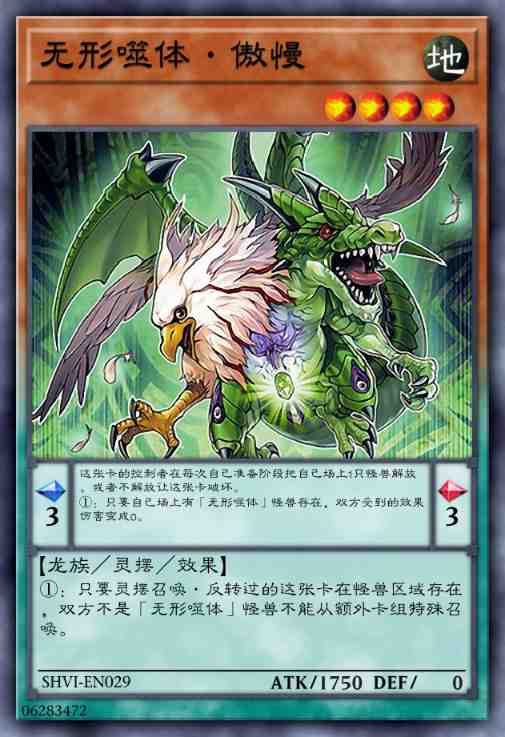 无形噬体·傲慢
地
这张卡的控制者在每次自己准备阶段把自己场上1只怪兽解放
，或者不解放让这张卡破坏。
①：只要自己场上有「无形噬体」怪兽存在，双方受到的效果
伤害变成0。
3
3
【龙族／灵摆／效果】
①：只要灵摆召唤·反转过的这张卡在怪兽区域存在
，双方不是「无形噬体」怪兽不能从额外卡组特殊召
唤。
SHVI-EN029 ATK/1750 DEF/ 0
06283472